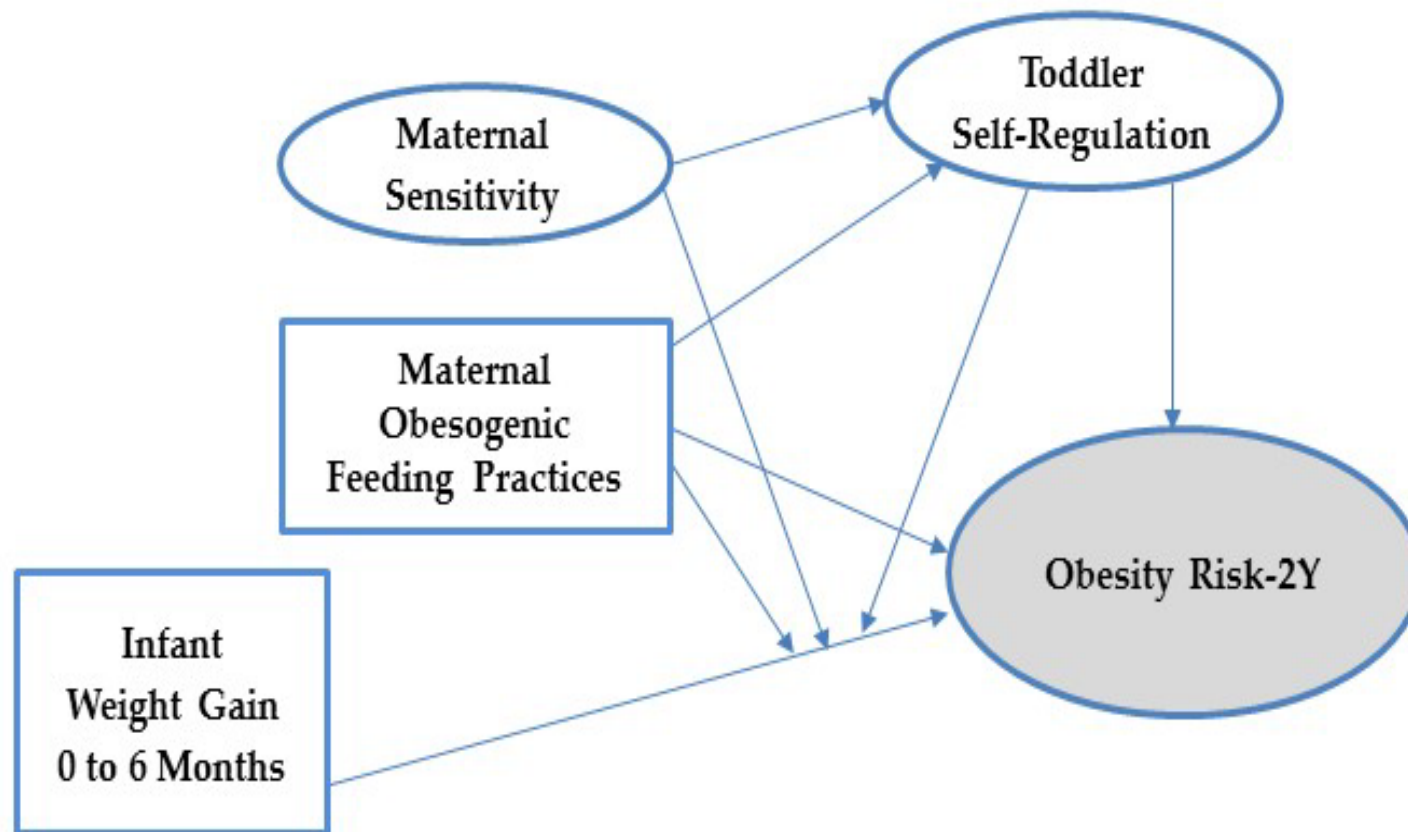 Maternal
Sensitivity
Toddler
Self-Regulation
Maternal
Obesogenic
Feeding Practices
Infant
Weight Gain
0 to 6 Months
Obesity Risk-2Y